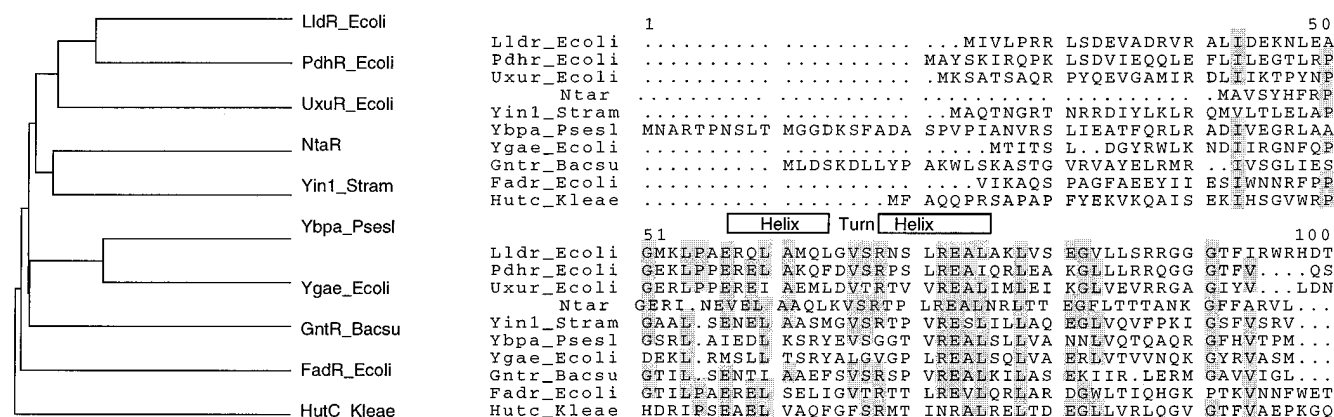 LldR_Ecoli
PdhR_Ecoli
UxuR_Ecoli
NtaR
Yin1_Stram
Ybpa_Psesl
Ygae_Ecoli
GntR_Bacsu
FadR_Ecoli
HutC_Kleae
1 50
Lldr_Ecoli .......... .......... ...MIVLPRR LSDEVADRVR ALIDEKNLEA
Pdhr_Ecoli .......... .......... MAYSKIRQPK LSDVIEQQLE FLILEGTLRP
Uxur_Ecoli .......... .......... .MKSATSAQR PYQEVGAMIR DLIIKTPYNP
Ntar .......... .......... .......... .......... .MAVSYHFRP
Yin1_Stram .......... .......... ..MAQTNGRT NRRDIYLKLR QMVLTLELAP
Ybpa_Psesl MNARTPNSLT MGGDKSFADA SPVPIANVRS LIEATFQRLR ADIVEGRLAA
Ygae_Ecoli .......... .......... .....MTITS L..DGYRWLK NDIIRGNFQP
Gntr_Bacsu .......... MLDSKDLLYP AKWLSKASTG VRVAYELRMR .IVSGLIES
Fadr_Ecoli .......... .......... ....VIKAQS PAGFAEEYII ESIWNNRFPP
Hutc_Kleae .......... ........MF AQQPRSAPAP FYEKVKQAIS EKIHSGVWRP
Helix Turn Helix
51 100
Lldr_Ecoli GMKLPAERQL AMQLGVSRNS LREALAKLVS EGVLLSRRGG GTFIRWRHDT
Pdhr_Ecoli GEKLPPEREL AKQFDVSRPS LREAIQRLEA KGLLLRRQGG GTFV....QS
Uxur_Ecoli GERLPPEREI AEMLDVTRTV VREALIMLEI KGLVEVRRGA GIYV...LDN
Ntar GERI.NEVEL AAQLKVSRTP LREALNRLTT EGFLTTTANK GFFARVL...
Yin1_Stram GAAL.SENEL AASMGVSRTP VRESLILLAQ EGLVQVFPKI GSFVSRV...
Ybpa_Psesl GSRL.AIEDL KSRYEVSGGT VREALSLLVA NNLVQTQAQR GFHVTPM...
Ygae_Ecoli DEKLRMSLL TSRYALGVGP LREALSQLVA ERLVTVVNQK GYRVASM...
Gntr_Bacsu GTIL.SENTI AAEFSVSRSP VREALKILAS EKIIR.LERM GAVVIGL...
Fadr_Ecoli GTILPAEREL SELIGVTRTT LREVLQRLAR DGWLTIQHGK PTKVNNFWET
Hutc_Kleae HDRIPSEAEL VAQFGFSRMT INRALRELTD EGLLVRLQGV GTFVAEPKGQ